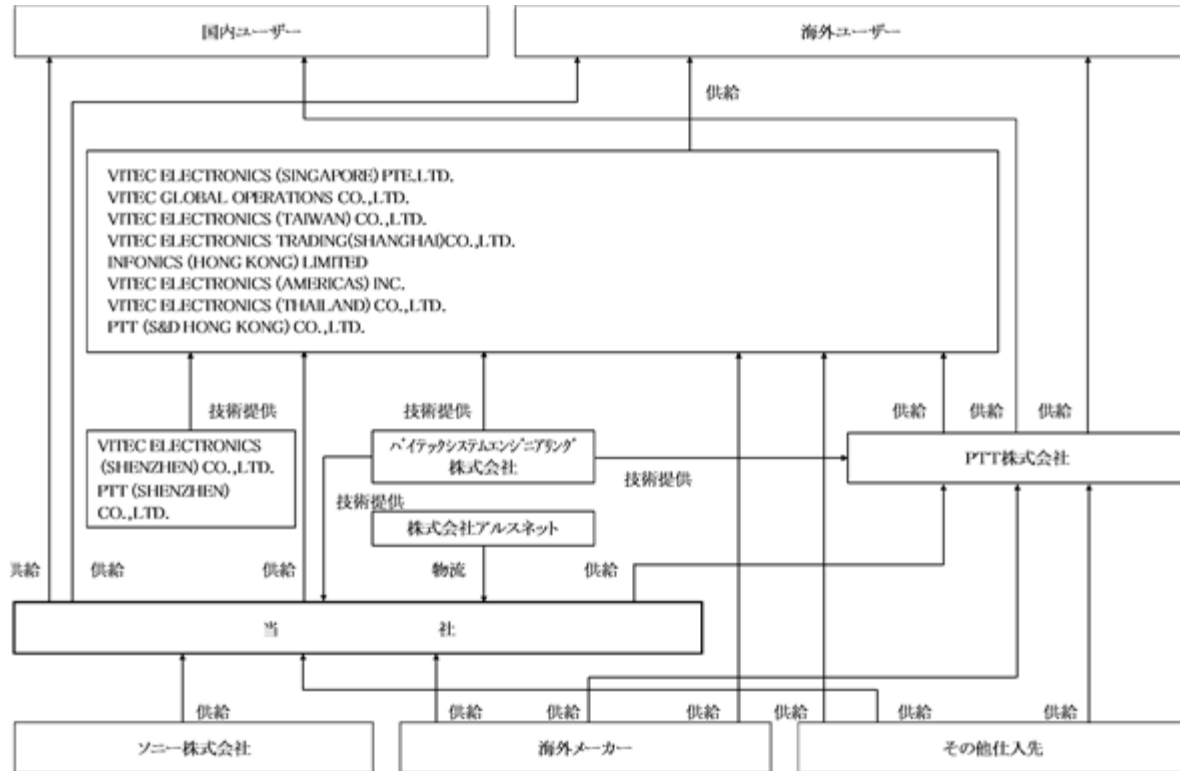 国内ユーザー
海外ユーザー
供給
VITEC ELECTRONICS (SINGAPORE) PTE.LTD.
VITEC GLOBAL OPERATIONS CO.,LTD.
VITEC ELECTRONICS (TAIWAN) CO.,LTD.
VITEC ELECTRONICS TRADING(SHANGHAI)CO.,LTD.
INFONICS (HONG KONG) LIMITED
VITEC ELECTRONICS (AMERICAS) INC.
VITEC ELECTRONICS (THAILAND) CO.,LTD.
PTT (S&D HONG KONG) CO.,LTD.
技術提供
技術提供
供給
供給
供給
VITEC ELECTRONICS
(SHENZHEN) CO.,LTD.
PTT (SHENZHEN)
CO.,LTD.
バイテックシステムエンジニアリング
株式会社
PTT株式会社
技術提供
技術提供
株式会社アルスネット
供給
供給
供給
物流
供給
当社
供給
供給
供給
供給
供給
供給
供給
ソニー株式会社
海外メーカー
その他仕入先